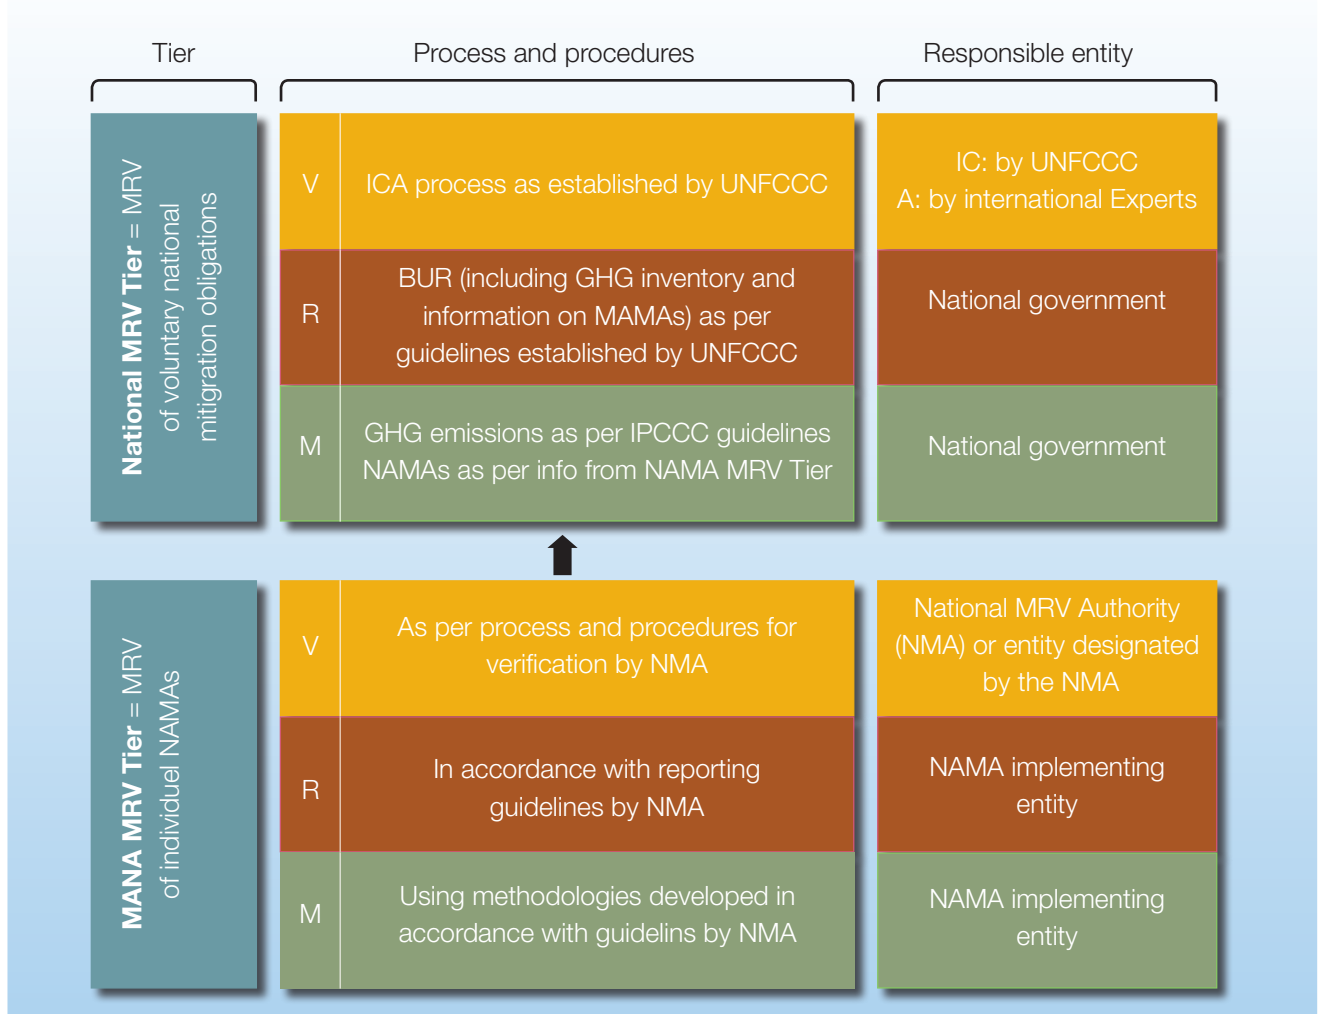 Tier
Process and procedures
Responsible entity
National MRV Tier = MRV
of voluntary national
mitigration obligations
V
ICA process as established by UNFCCC
IC: by UNFCCC
A: by international Experts
R
BUR (including GHG inventory and
information on MAMAs) as per
guidelines established by UNFCCC
National government
M
GHG emissions as per IPCCC guidelines
NAMAs as per info from NAMA MRV Tier
National government
MANA MRV Tier = MRV
of individuel NAMAs
V
As per process and procedures for
verification by NMA
National MRV Authority
(NMA) or entity designated
by the NMA
R
In accordance with reporting
guidelines by NMA
NAMA implementing
entity
M
Using methodologies developed in
accordance with guidelins by NMA
NAMA implementing
entity